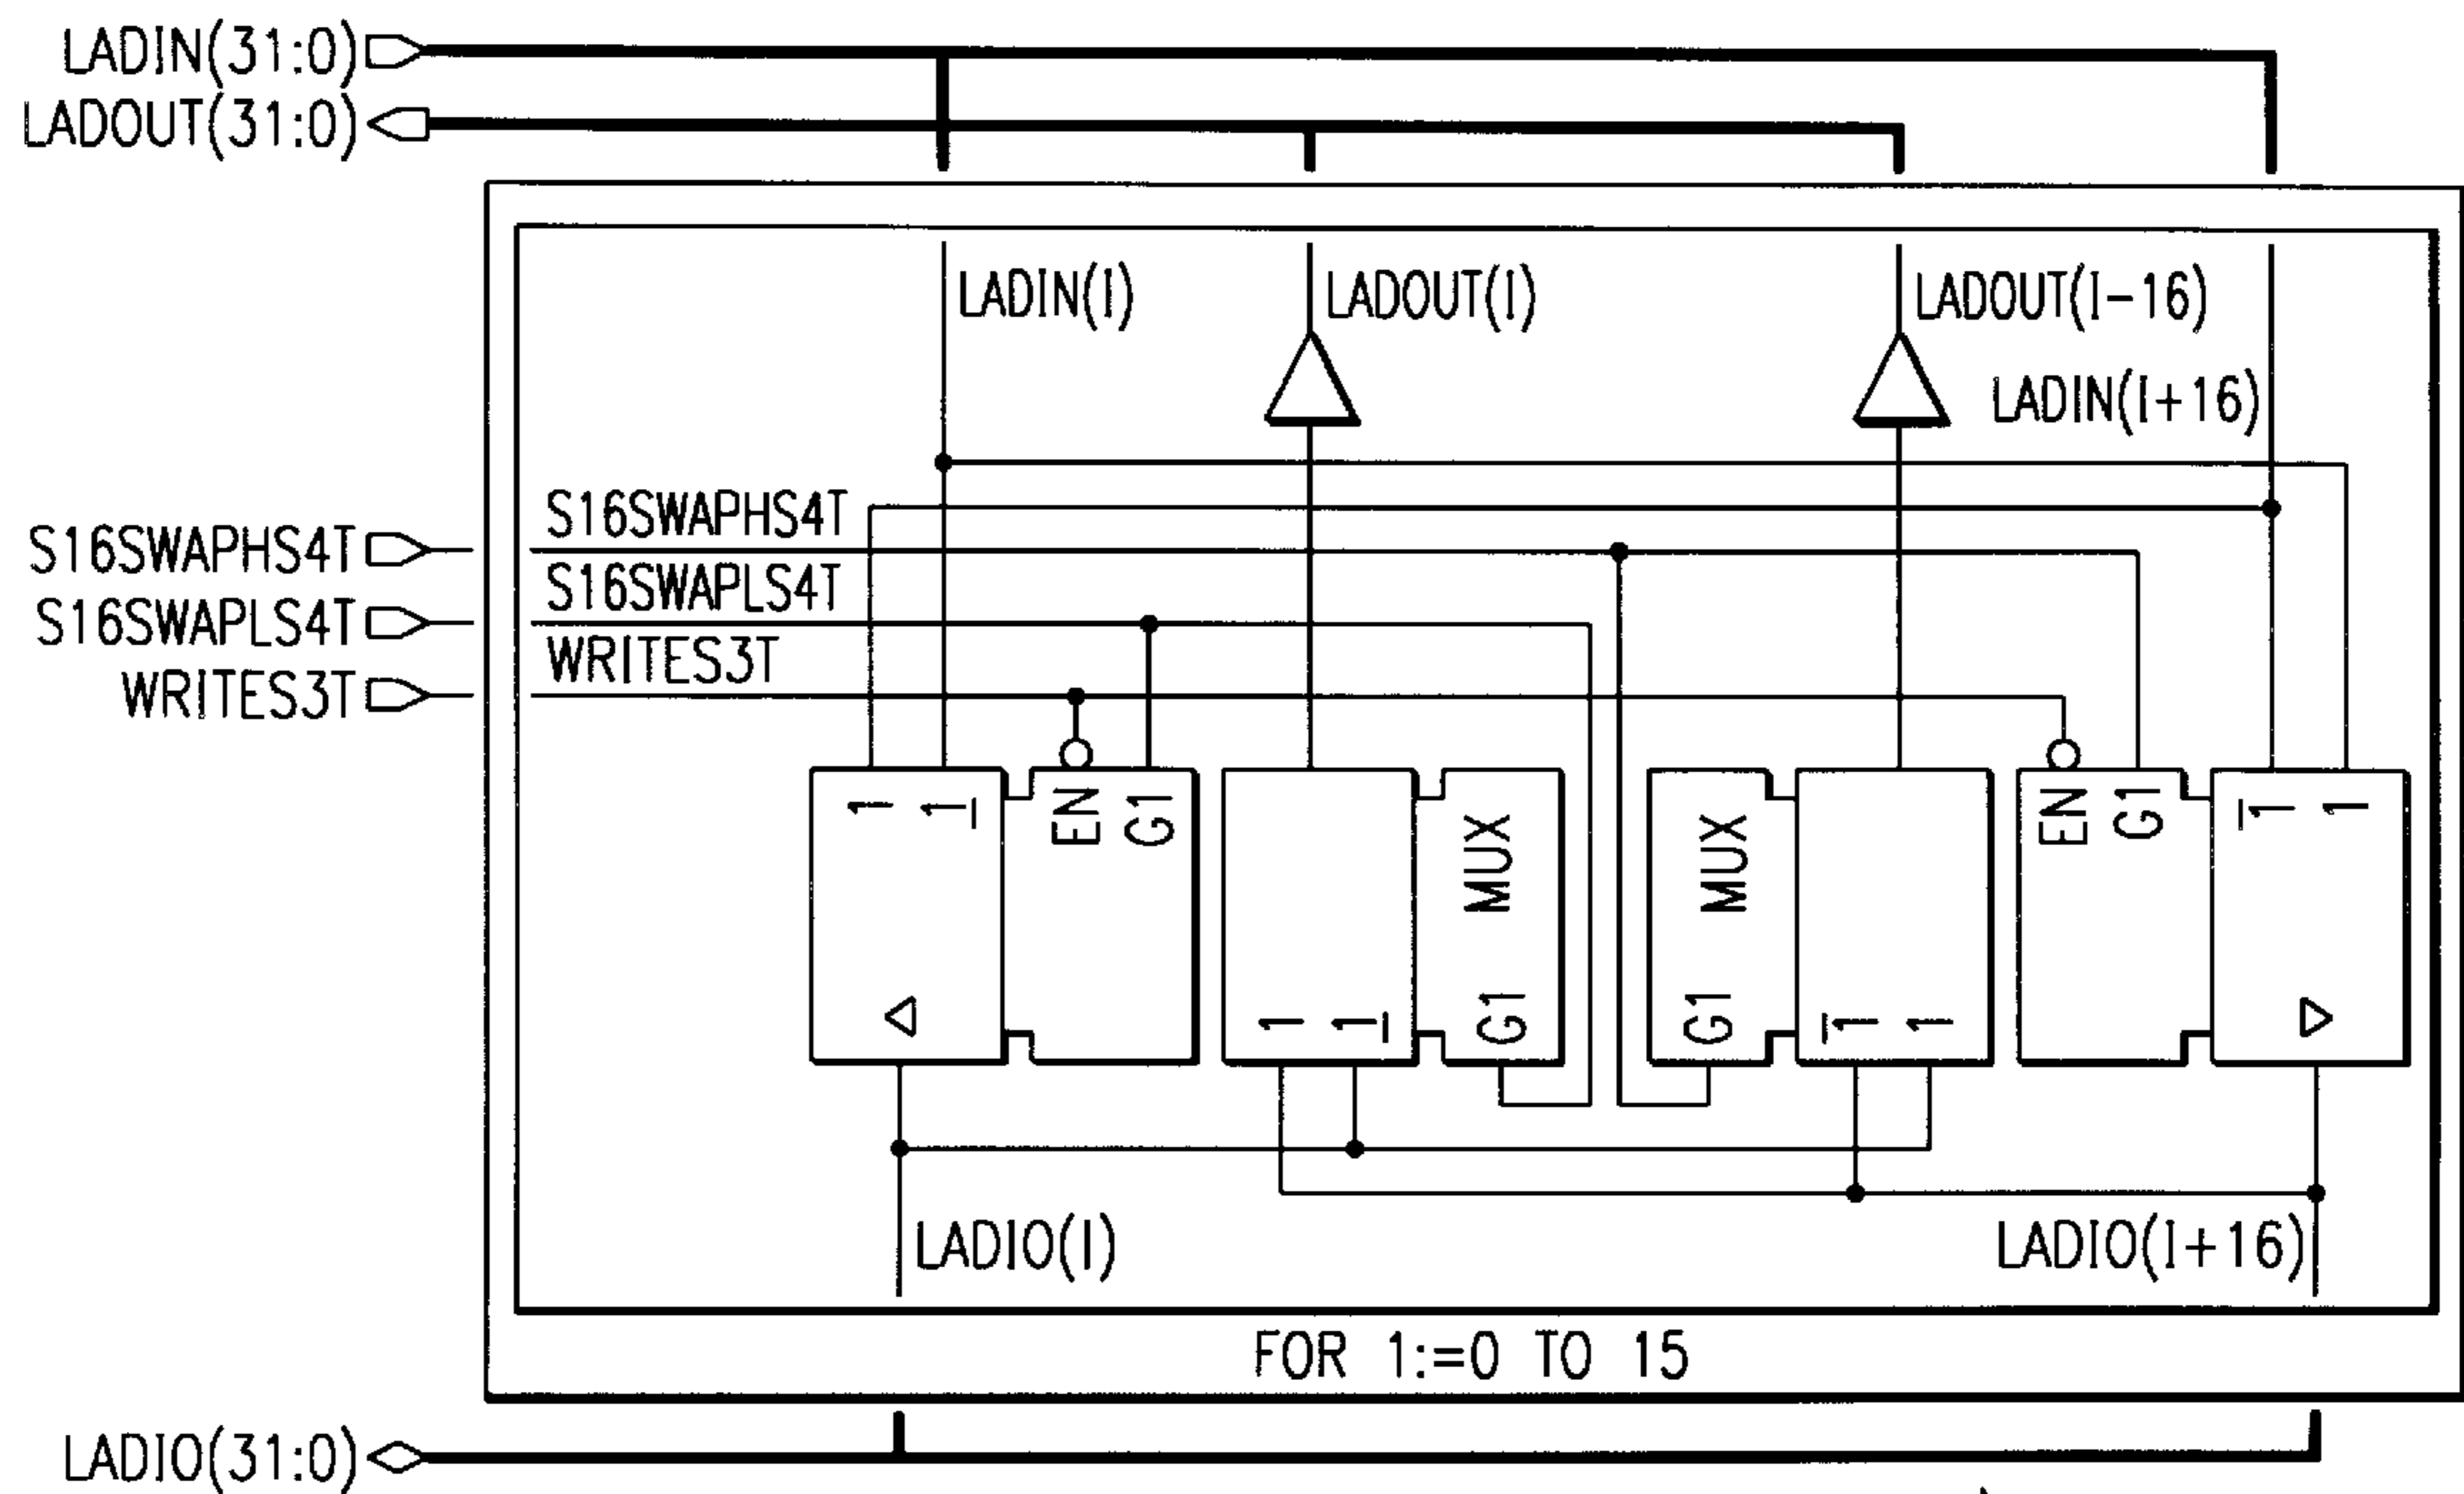 LADIN(31:0)
LADOUT(31:0)
LADIN(I)
LADOUT(I)
LADOUT(I-16)
LADIN(I+16)
S16SWAPHS4T
S16SWAPHS4T
S16SWAPLS4T
S16SWAPLS4T
WRITES3T
WRITES3T
1
1
EN
G1
MUX
MUX
EN
G1
1
1
1
1
G1
G1
1
1
LADIO(I)
LADIO(I+16)
FOR 1:=0 TO 15
LADIO(31:0)